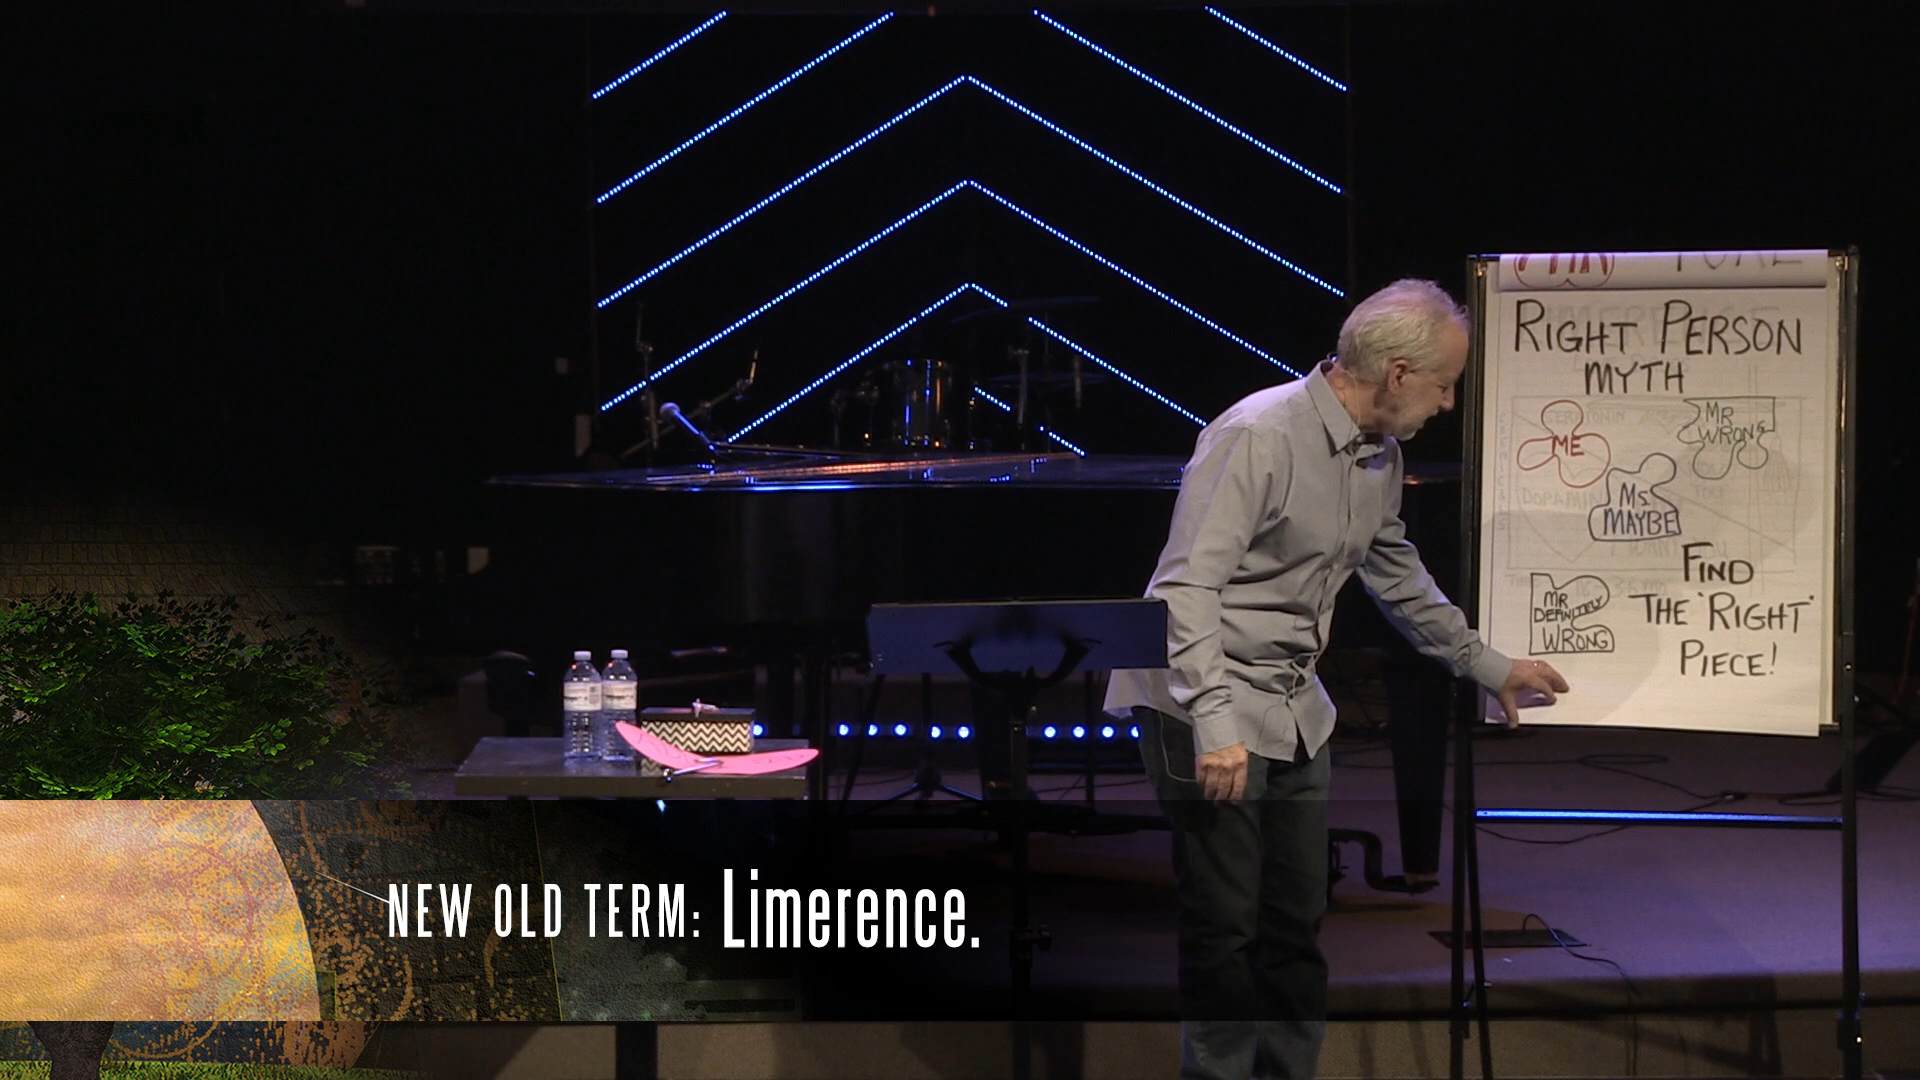 RIGHT PERSON
MYTH
ME
MR
WRONG
Ms
MAYBE
FIND
THE 'RIGHT'
PIECE!
MR
DEFINITELY
WRONG
NEW OLD TERM: Limerence.